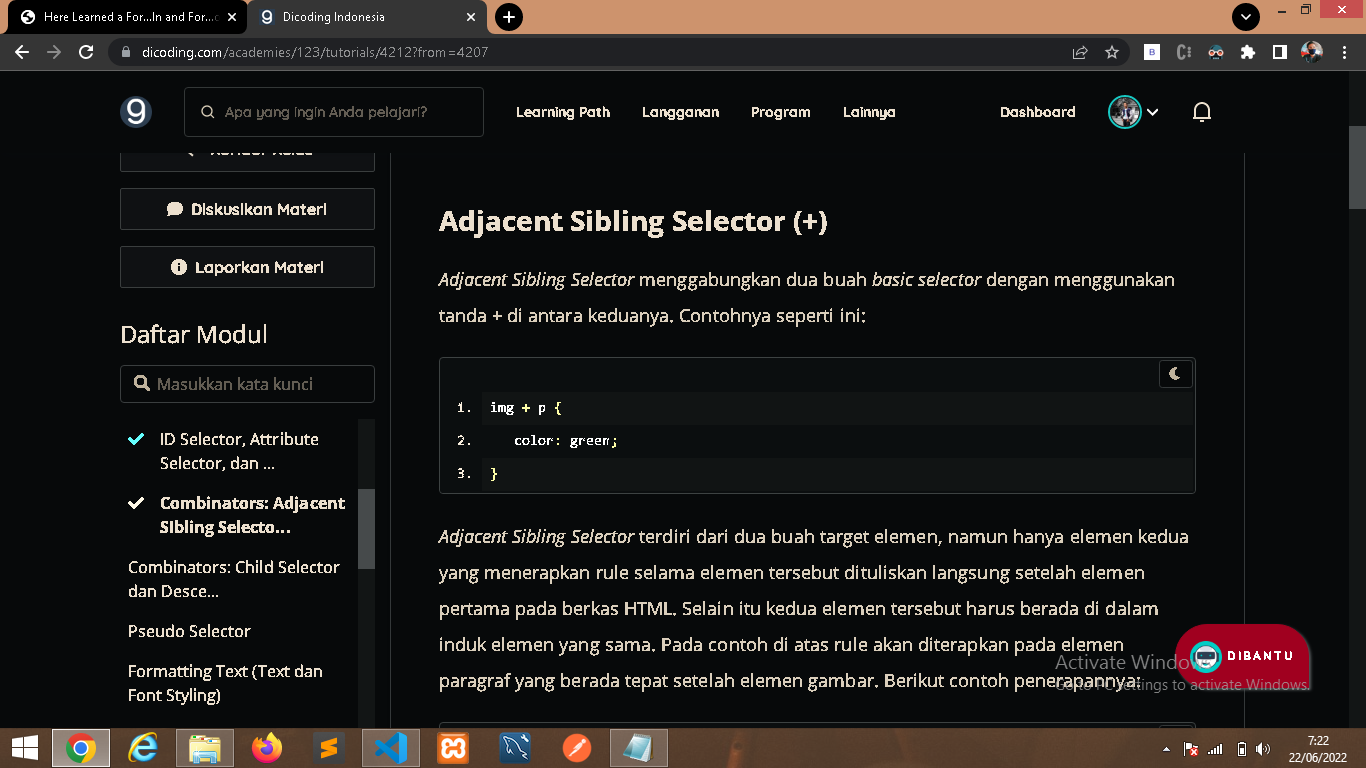 Here Learned a For...In and For...
Dicoding Indonesia
dicoding.com/academies/123/tutorials/4212?from=4207
Apa yang ingin Anda pelajari?
Learning Path
Langganan
Program
Lainnya
Dashboard
Diskusikan Materi
Laporkan Materi
Daftar Modul
Masukkan kata kunci
ID Selector, Attribute
Selector, dan ...
Combinators: Adjacent
Sibling Selecto...
Combinators: Child Selector
dan Desce...
Pseudo Selector
Formatting Text (Text dan
Font Styling)
Adjacent Sibling Selector (+)
Adjacent Sibling Selector menggabungkan dua buah basic selector dengan menggunakan
tanda + di antara keduanya. Contohnya seperti ini:
1. img + p {
2. color: green;
3. }
Adjacent Sibling Selector terdiri dari dua buah target elemen, namun hanya elemen kedua
yang menerapkan rule selama elemen tersebut dituliskan langsung setelah elemen
pertama pada berkas HTML. Selain itu kedua elemen tersebut harus berada di dalam
induk elemen yang sama. Pada contoh di atas rule akan diterapkan pada elemen
paragraf yang berada tepat setelah elemen gambar. Berikut contoh penerapannya:
DIBANTU
Activate Windo
Go to PC settings to activate Windows.
7:22
22/06/2022